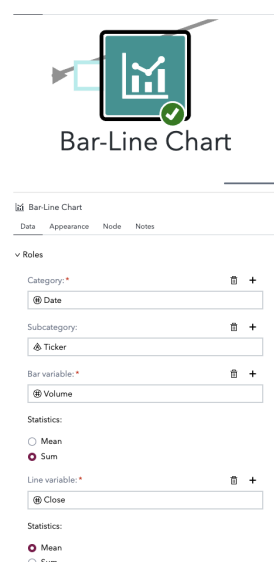 Bar-Line Chart
Bar-Line Chart
Data Appearance Node Notes
Roles
Category: *
Date
Subcategory:
Ticker
Bar variable: *
Volume
Statistics:
Mean
Sum
Line variable: *
Close
Statistics:
Mean
Sum